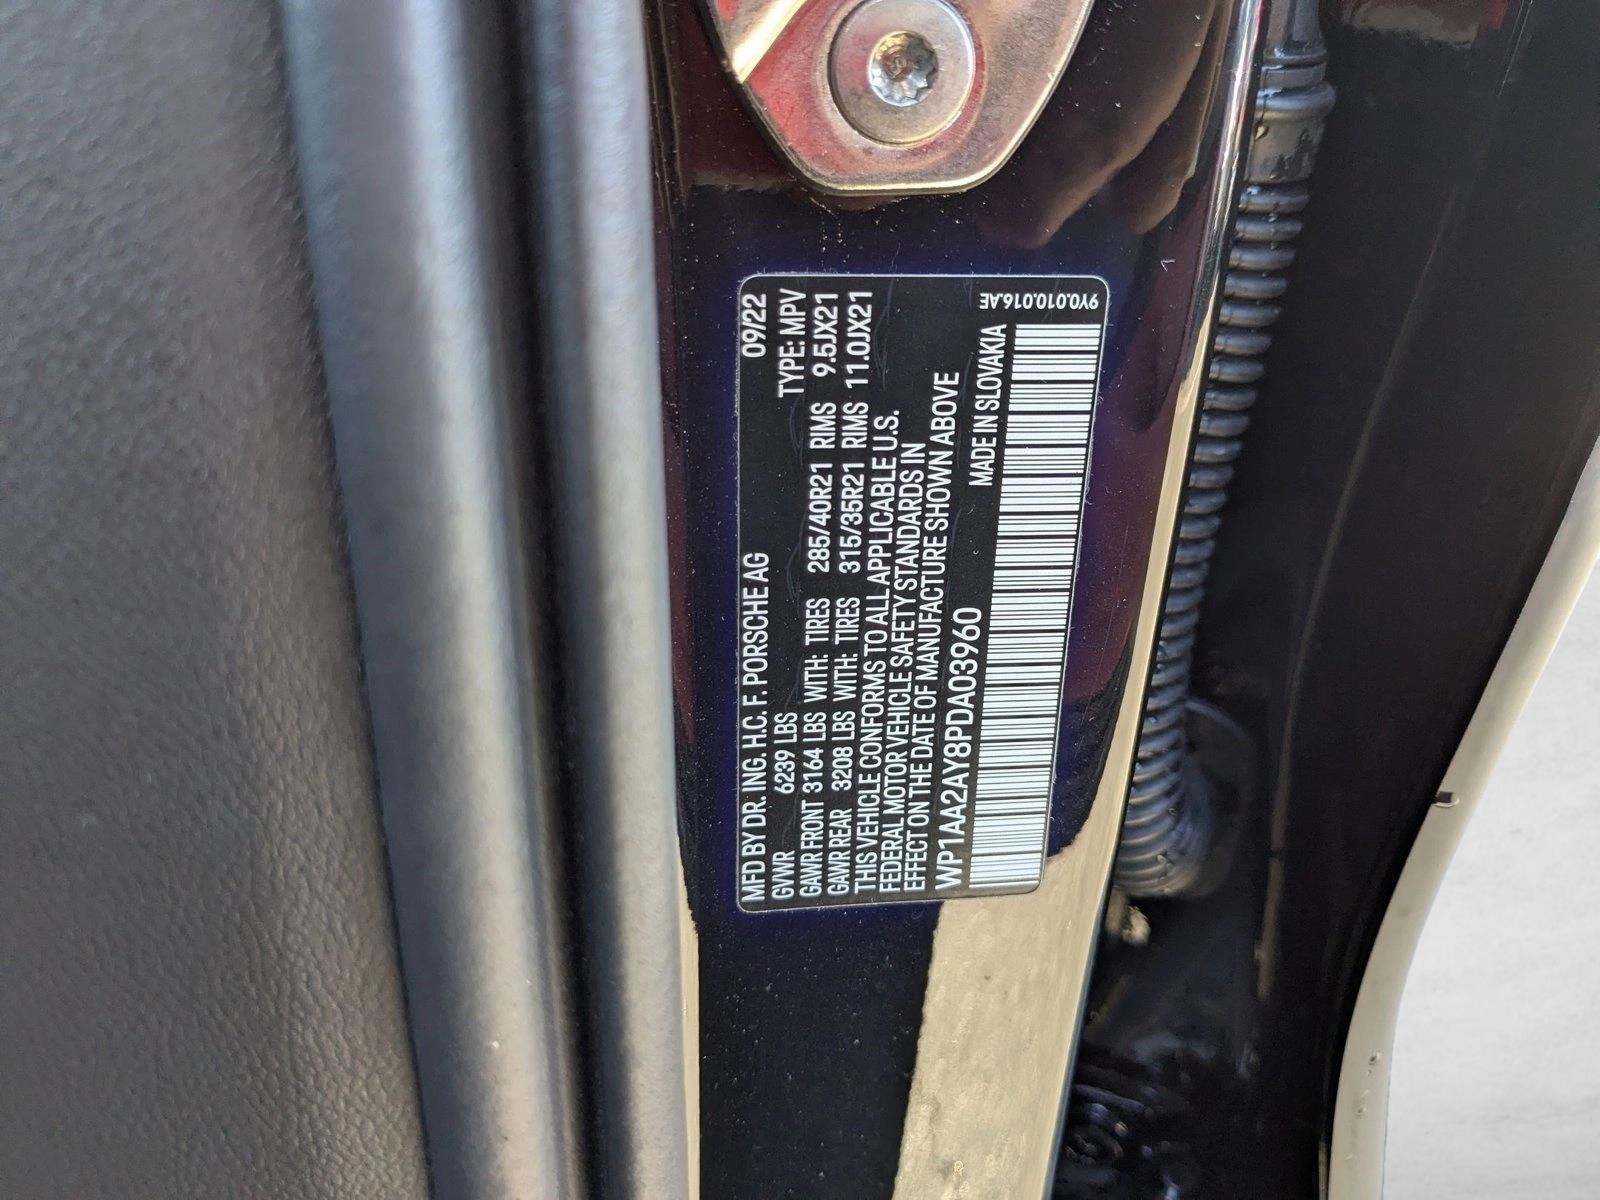 MFD BY DR. ING. H.C. F. PORSCHE AG 09/22
GVWR 6239 LBS TYPE: MPV
GAWR FRONT 3164 LBS WITH: TIRES 285/40R21 RIMS 9.5JX21
GAWR REAR 3208 LBS WITH: TIRES 315/35R21 RIMS 11.0JX21
THIS VEHICLE CONFORMS TO ALL APPLICABLE U.S.
FEDERAL MOTOR VEHICLE SAFETY STANDARDS IN
EFFECT ON THE DATE OF MANUFACTURE SHOWN ABOVE
WP1AA2AY8PDA03960 MADE IN SLOVAKIA
9Y0.010.016.AE